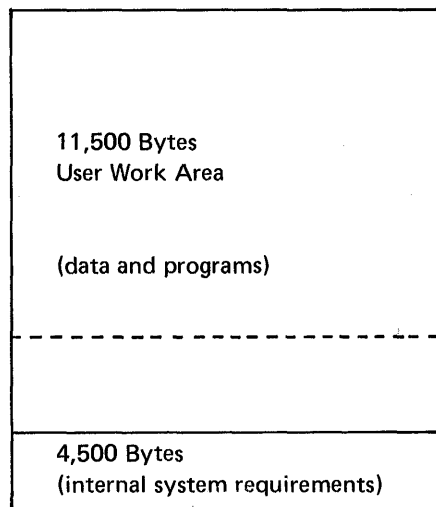 11,500 Bytes
User Work Area
(data and programs)
4,500 Bytes
(internal system requirements)